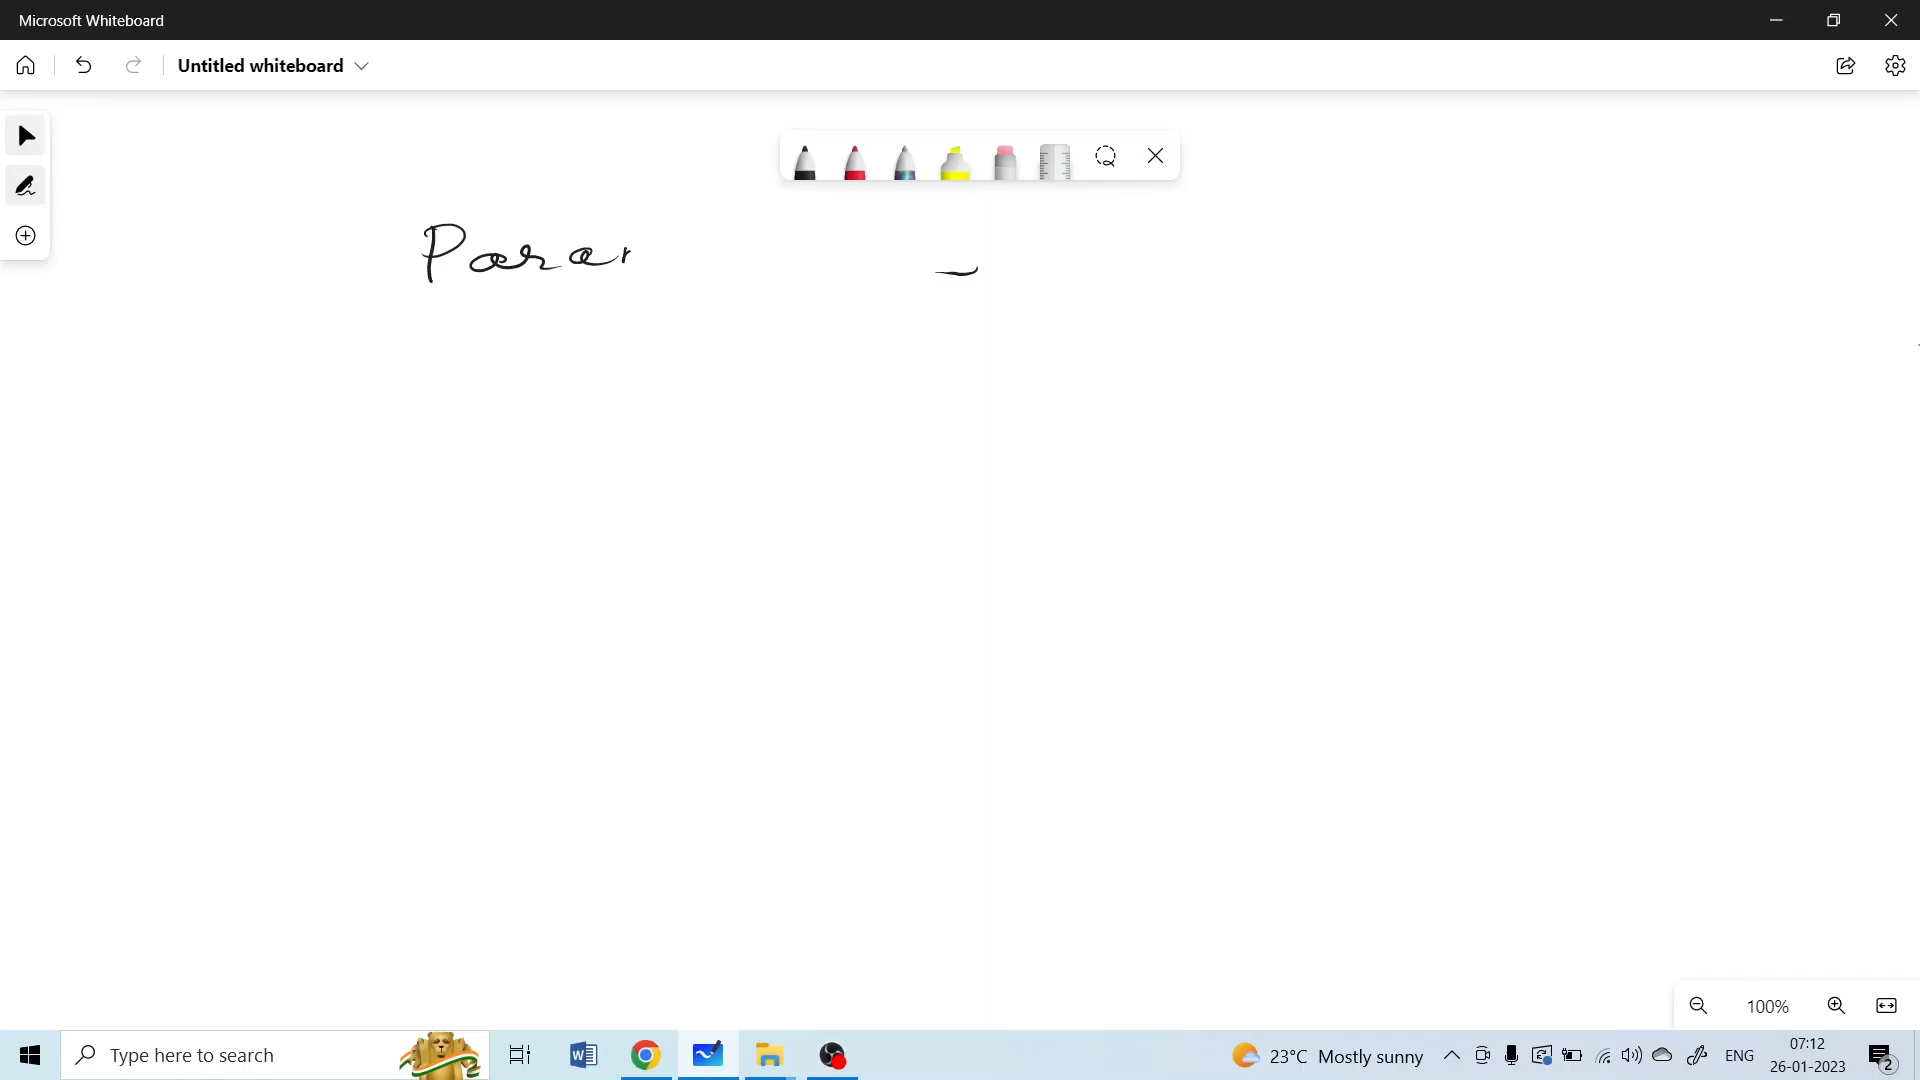 Microsoft Whiteboard
Untitled whiteboard
Parar
100%
Type here to search
23°C Mostly sunny
ENG
07:12
26-01-2023
2